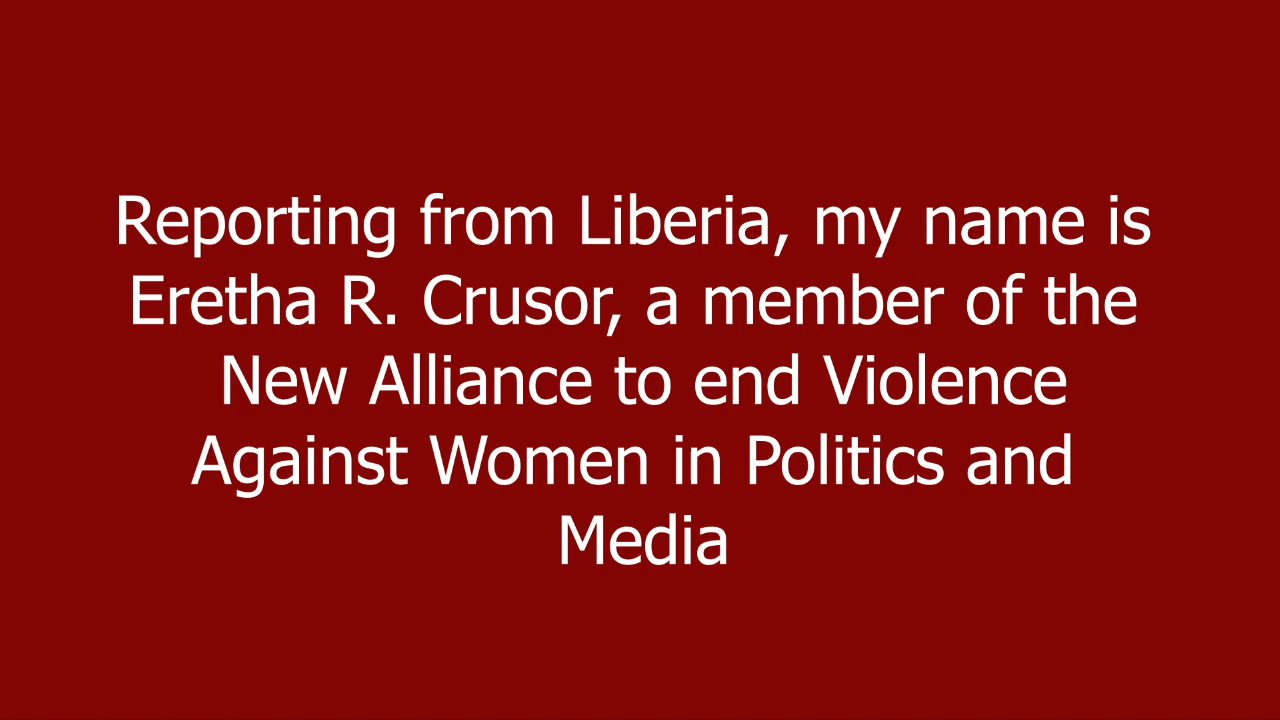 Reporting from Liberia, my name is
Eretha R. Crusor, a member of the
New Alliance to end Violence
Against Women in Politics and
Media